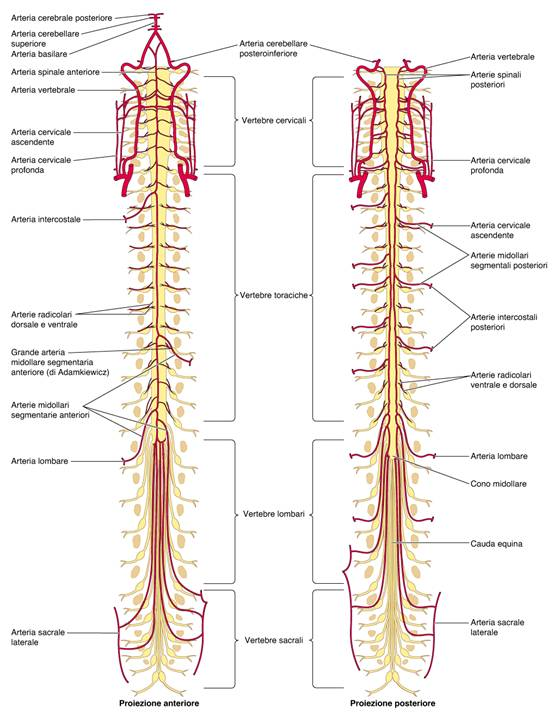 Arteria cerebrale posteriore
Arteria cerebellare
superiore
Arteria basilare
Arteria spinale anteriore
Arteria vertebrale
Arteria cervicale
ascendente
Arteria cervicale
profonda
Arteria intercostale
Arterie radicolari
dorsale e ventrale
Grande arteria
midollare segmentaria
anteriore (di Adamkiewicz)
Arterie midollari
segmentarie anteriori
Arteria lombare
Arteria sacrale
laterale
Proiezione anteriore
Arteria cerebellare
posteroinferiore
Vertebre cervicali
Vertebre toraciche
Vertebre lombari
Vertebre sacrali
Arteria vertebrale
Arterie spinali
posteriori
Arteria cervicale
profonda
Arteria cervicale
ascendente
Arterie midollari
segmentali posteriori
Arterie intercostali
posteriori
Arterie radicolari
ventrale e dorsale
Arteria lombare
Cono midollare
Cauda equina
Arteria sacrale
laterale
Proiezione posteriore